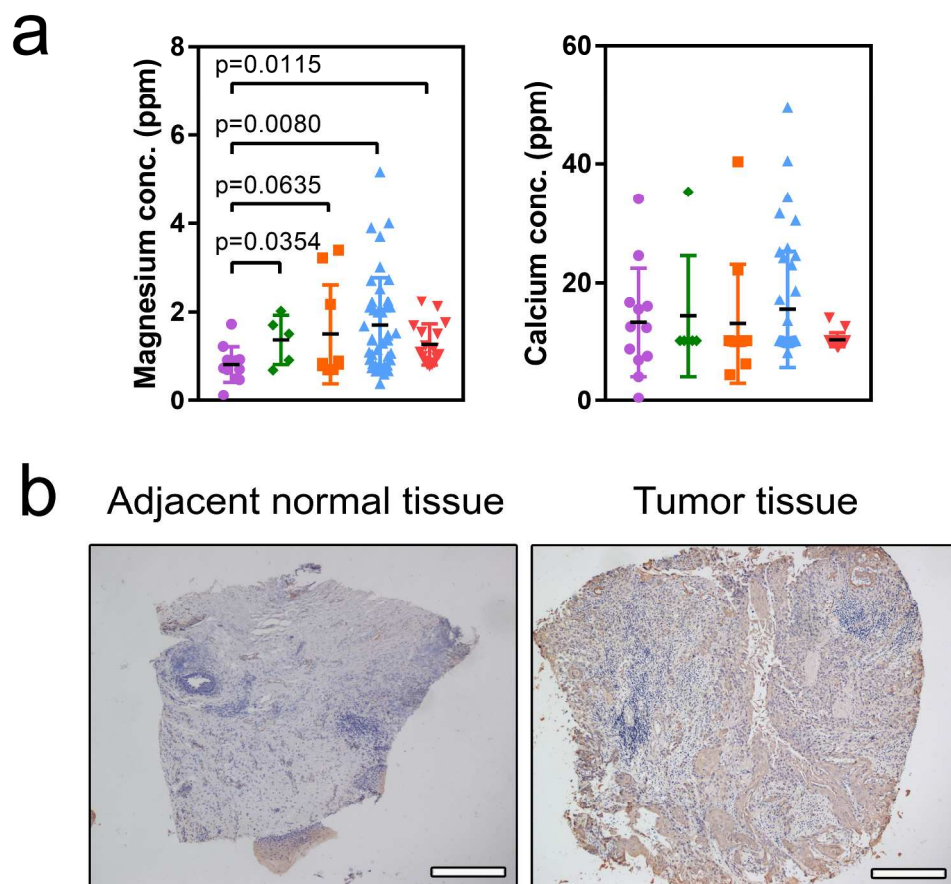 a
Magnesium conc. (ppm)
8
6
4
2
0
p=0.0115
p=0.0080
p=0.0635
p=0.0354
Calcium conc. (ppm)
60
40
20
0
b
Adjacent normal tissue
Tumor tissue